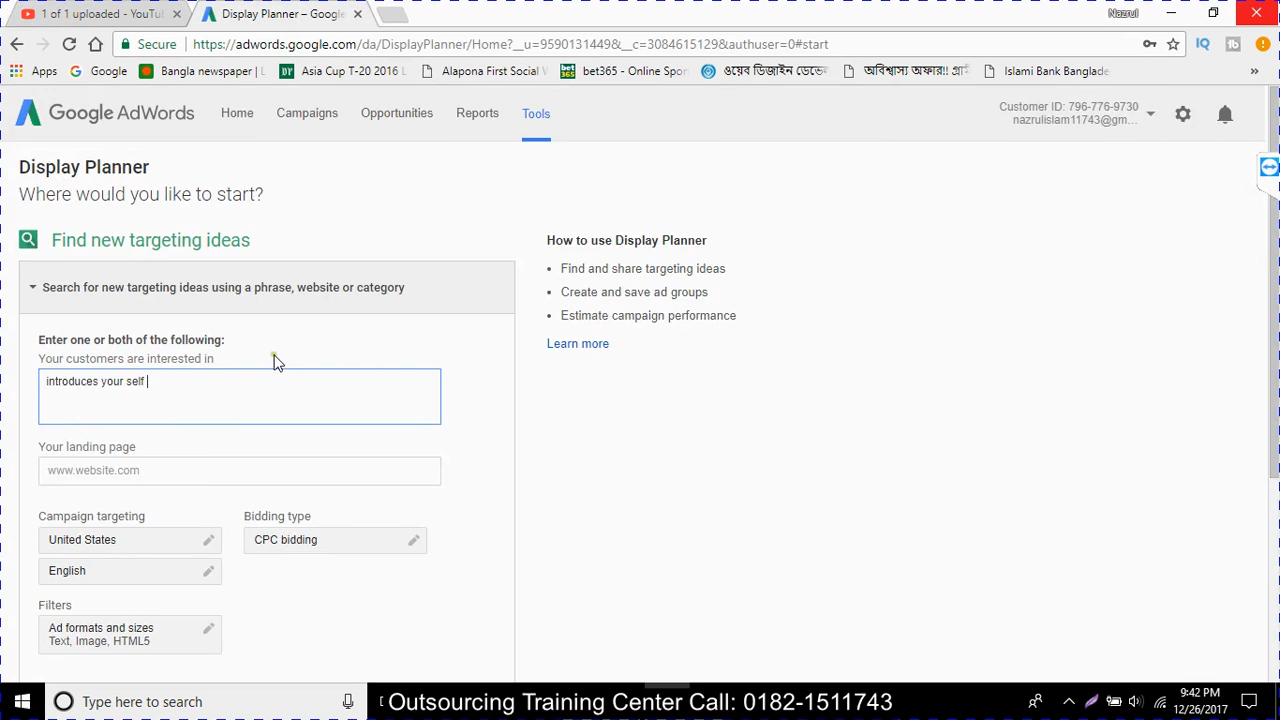 1 of 1 uploaded - YouTu
Display Planner – Google
Nazrul
Secure
https://adwords.google.com/da/DisplayPlanner/Home?__u=9590131449&__c=3084615129&authuser=0#start
Apps
Google
Bangla newspaper | L
Asia Cup T-20 2016 L
Alapona First Social V
bet365 - Online Spor
ওয়েব ডিজাইন ডেভে
অবিশ্বাস্য অফার!! গ্রা
Islami Bank Banglade
»
Google AdWords
Home
Campaigns
Opportunities
Reports
Tools
Customer ID: 796-776-9730
nazrulislam11743@gm...
Display Planner
Where would you like to start?
Find new targeting ideas
Search for new targeting ideas using a phrase, website or category
Enter one or both of the following:
Your customers are interested in
introduces your self
Your landing page
www.website.com
Campaign targeting
United States
English
Bidding type
CPC bidding
Filters
Ad formats and sizes
Text, Image, HTML5
How to use Display Planner
• Find and share targeting ideas
• Create and save ad groups
• Estimate campaign performance
Learn more
Type here to search
Outsourcing Training Center Call: 0182-1511743
9:42 PM
12/26/2017